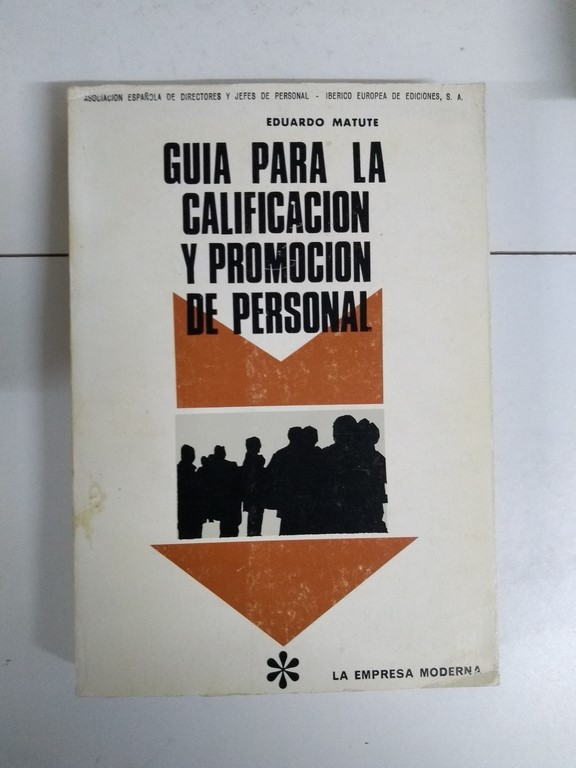 ASOCIACION ESPAÑOLA DE DIRECTORES Y JEFES DE PERSONAL - IBERICO EUROPEA DE EDICIONES, S. A.
EDUARDO MATUTE
GUIA PARA LA
CALIFICACION
Y PROMOCION
DE PERSONAL
LA EMPRESA MODERNA